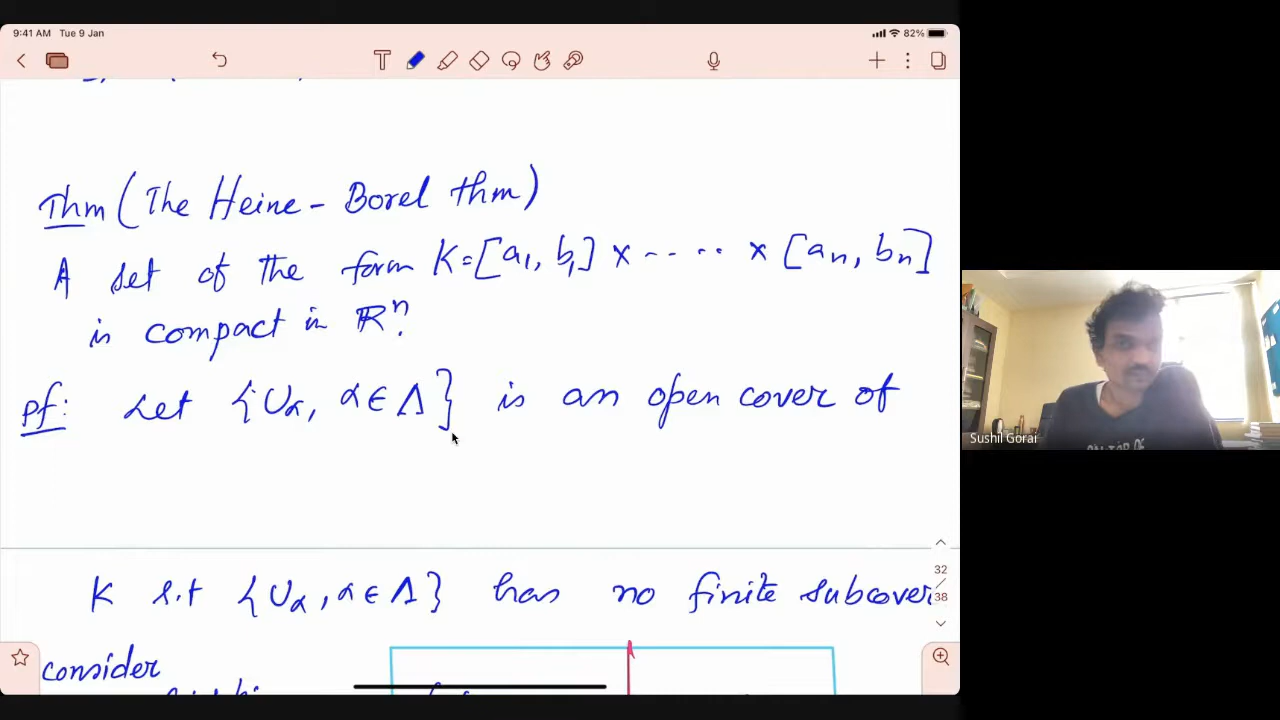 9:41 AM Tue 9 Jan
82%
T
Thm (The Heine-Borel thm)
A set of the form K=[a₁, b₁] × ----- × [aₙ, bₙ]
is compact in ℝⁿ.
Pf: Let {Uα, α∈Λ} is an open cover of
K s.t {Uα, α∈Λ} has no finite subcover
consider
32
38
Sushil Gorai